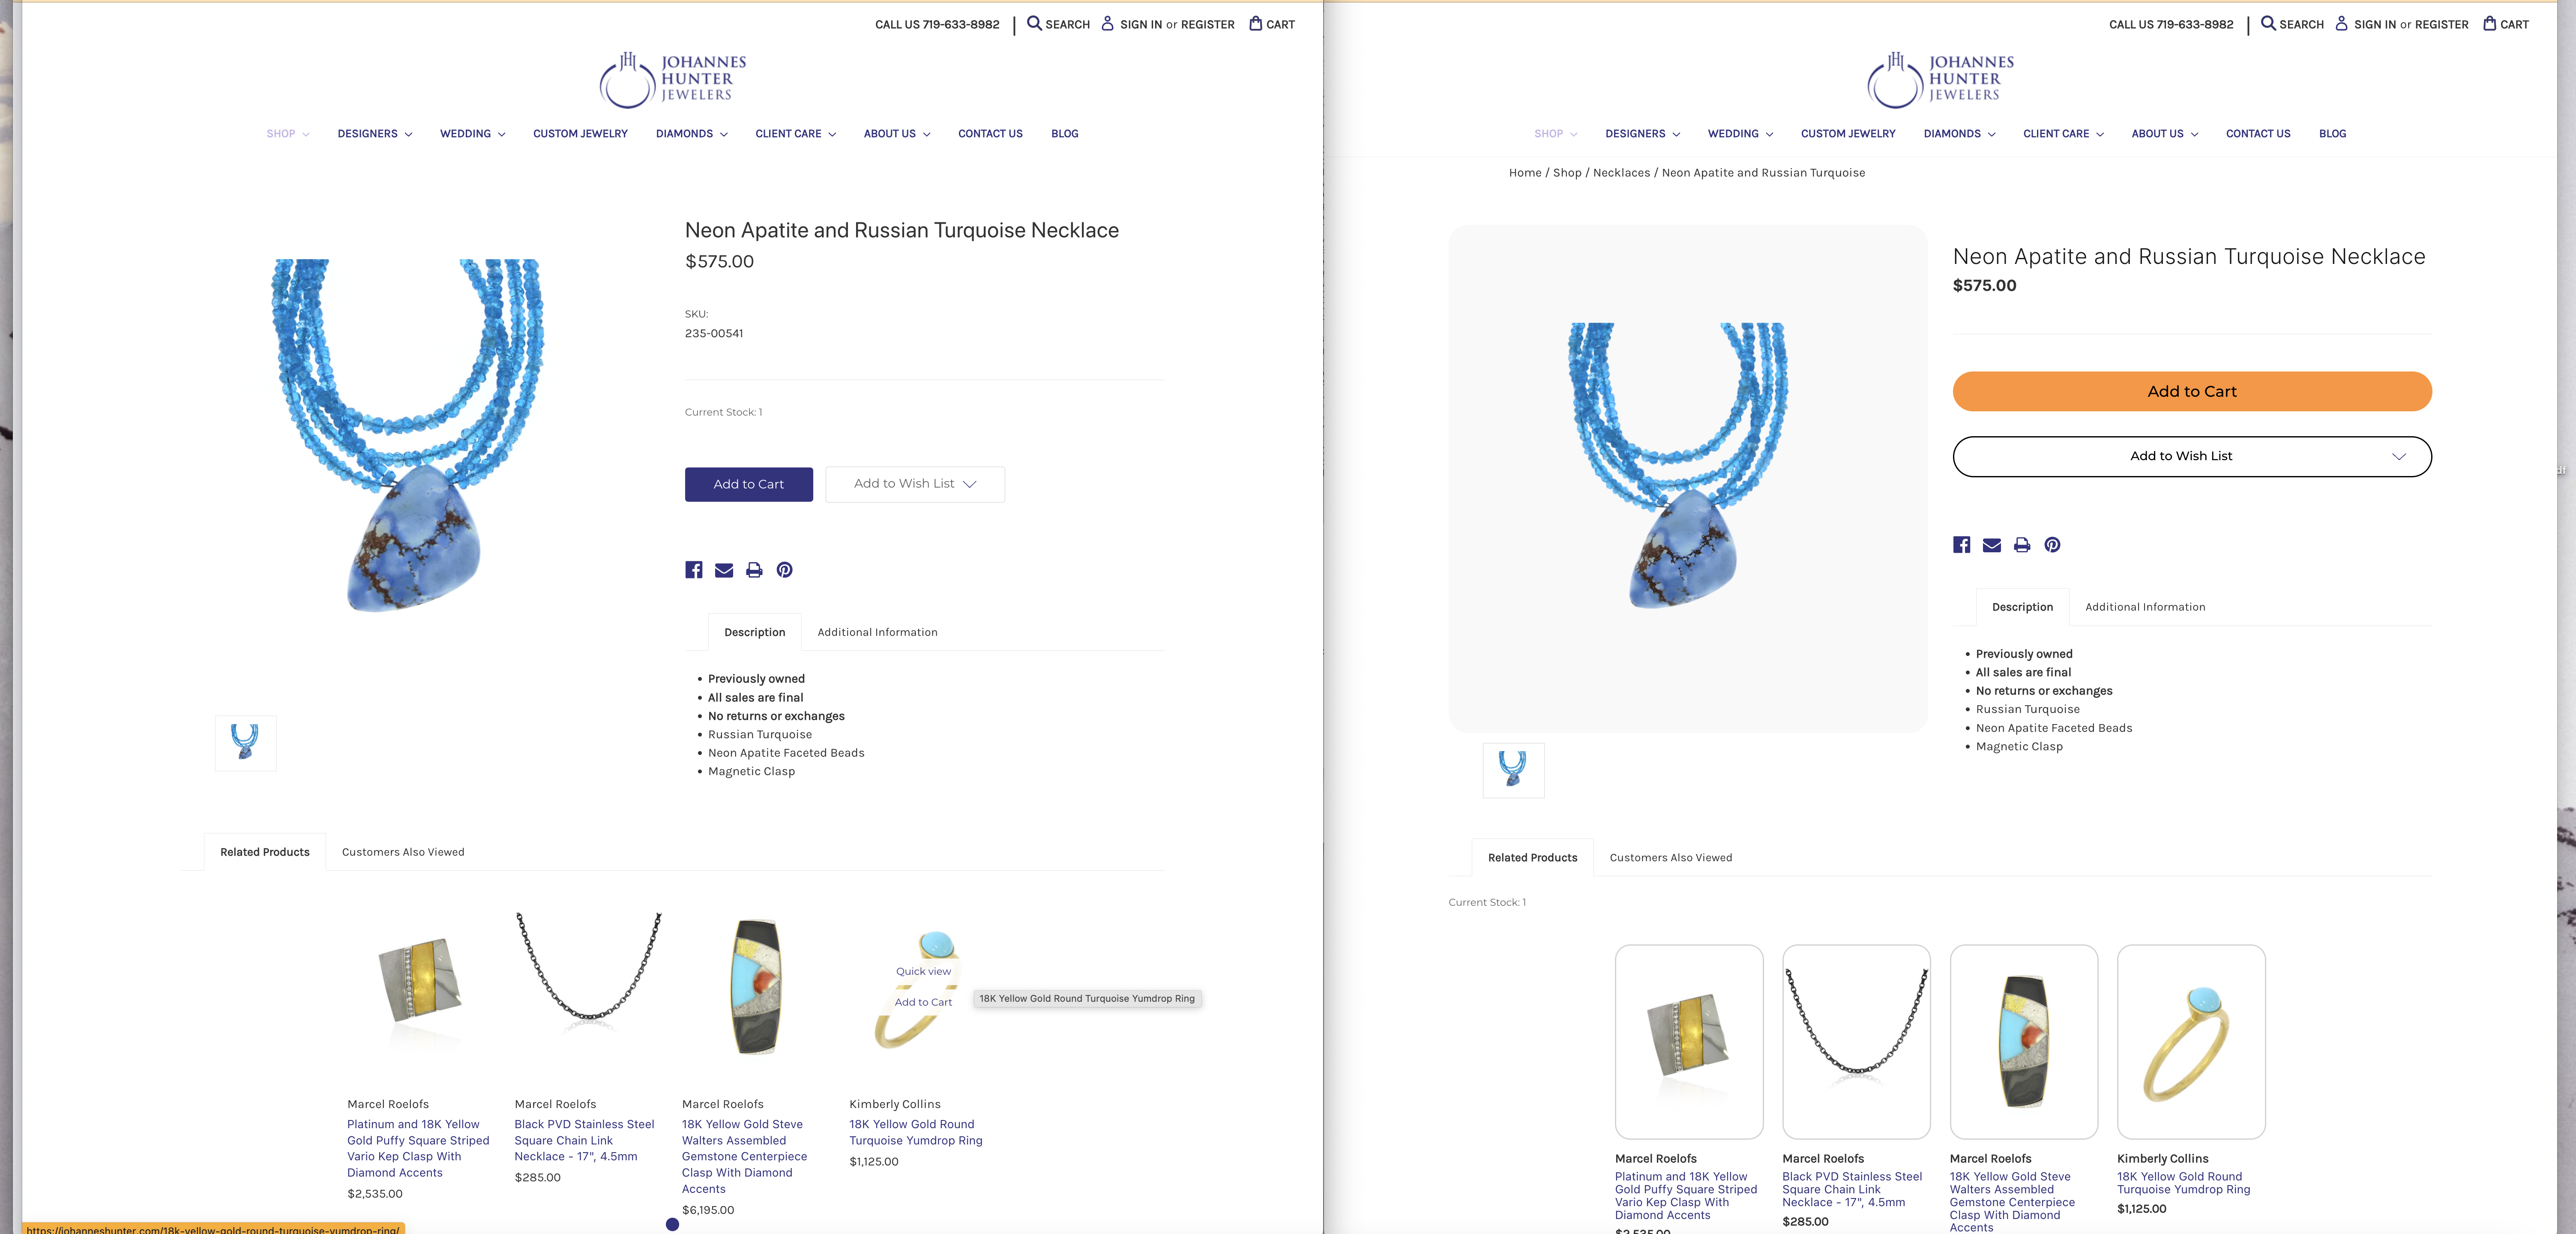 CALL US 719-633-8982 | SEARCH SIGN IN or REGISTER CART
JHJ JOHANNES
HUNTER
JEWELERS
SHOP DESIGNERS WEDDING CUSTOM JEWELRY DIAMONDS CLIENT CARE ABOUT US CONTACT US BLOG
Neon Apatite and Russian Turquoise Necklace
$575.00
SKU:
235-00541
Current Stock: 1
Add to Cart Add to Wish List
Description Additional Information
Previously owned
All sales are final
No returns or exchanges
Russian Turquoise
Neon Apatite Faceted Beads
Magnetic Clasp
Related Products Customers Also Viewed
Quick view
Add to Cart
18K Yellow Gold Round Turquoise Yumdrop Ring
Marcel Roelofs
Platinum and 18K Yellow
Gold Puffy Square Striped
Vario Kep Clasp With
Diamond Accents
$2,535.00
Marcel Roelofs
Black PVD Stainless Steel
Square Chain Link
Necklace - 17", 4.5mm
$285.00
Marcel Roelofs
18K Yellow Gold Steve
Walters Assembled
Gemstone Centerpiece
Clasp With Diamond
Accents
$6,195.00
Kimberly Collins
18K Yellow Gold Round
Turquoise Yumdrop Ring
$1,125.00
https://johanneshunter.com/18k-yellow-gold-round-turquoise-yumdrop-ring/
CALL US 719-633-8982 | SEARCH SIGN IN or REGISTER CART
JHJ JOHANNES
HUNTER
JEWELERS
SHOP DESIGNERS WEDDING CUSTOM JEWELRY DIAMONDS CLIENT CARE ABOUT US CONTACT US BLOG
Home / Shop / Necklaces / Neon Apatite and Russian Turquoise
Neon Apatite and Russian Turquoise Necklace
$575.00
Add to Cart
Add to Wish List
Description Additional Information
Previously owned
All sales are final
No returns or exchanges
Russian Turquoise
Neon Apatite Faceted Beads
Magnetic Clasp
Related Products Customers Also Viewed
Current Stock: 1
Marcel Roelofs
Platinum and 18K Yellow
Gold Puffy Square Striped
Vario Kep Clasp With
Diamond Accents
$2,535.00
Marcel Roelofs
Black PVD Stainless Steel
Square Chain Link
Necklace - 17", 4.5mm
$285.00
Marcel Roelofs
18K Yellow Gold Steve
Walters Assembled
Gemstone Centerpiece
Clasp With Diamond
Accents
Kimberly Collins
18K Yellow Gold Round
Turquoise Yumdrop Ring
$1,125.00